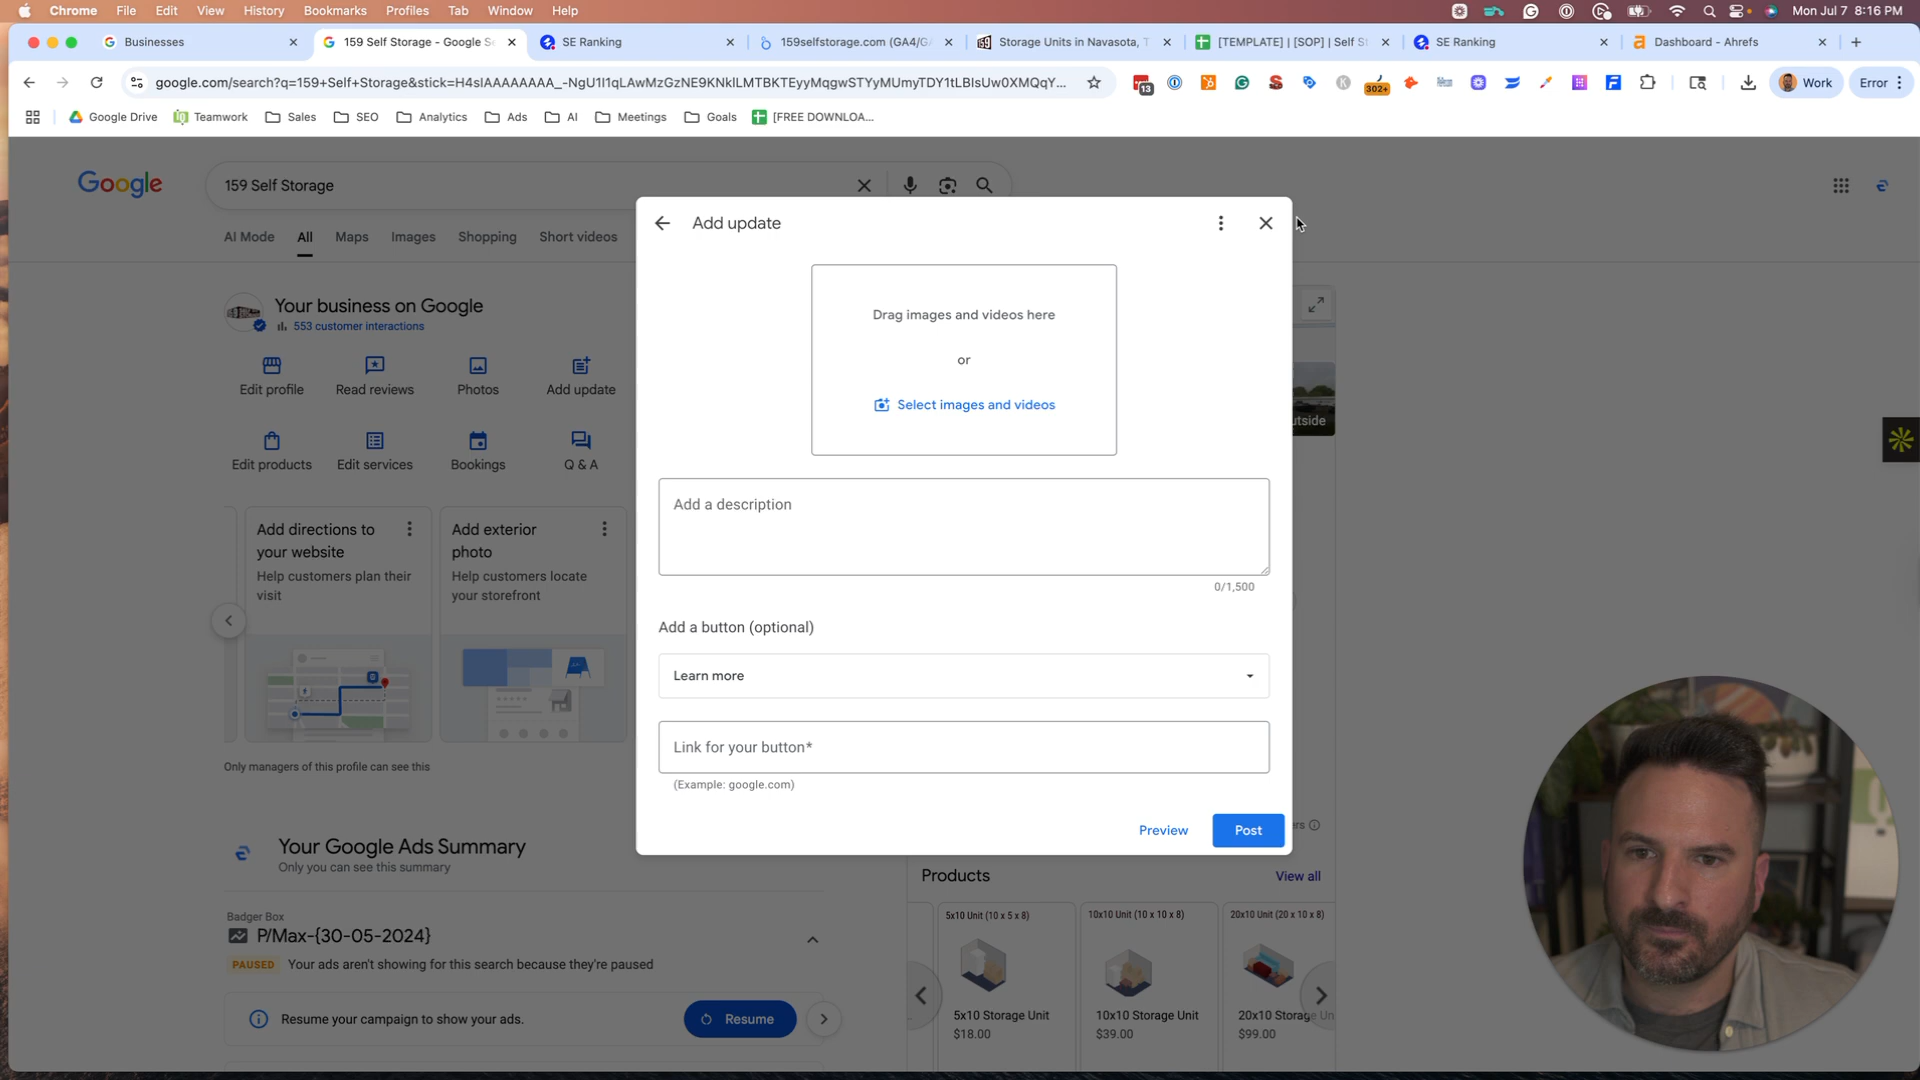 Chrome File Edit View History Bookmarks Profiles Tab Window Help Mon Jul 7 8:16 PM
Businesses
159 Self Storage - Google Se
SE Ranking
159selfstorage.com (GA4/GA
Storage Units in Navasota, T
[TEMPLATE] | [SOP] | Self St
SE Ranking
Dashboard - Ahrefs
google.com/search?q=159+Self+Storage&stick=
13
302+
Work
Error
Google Drive Teamwork Sales SEO Analytics Ads AI Meetings Goals [FREE DOWNLOA...
Google
159 Self Storage
AI Mode All Maps Images Shopping Short videos
Add update
Drag images and videos here
or
Select images and videos
Add a description
0/1,500
Add a button (optional)
Learn more
Link for your button*
(Example: google.com)
Preview
Post
Your business on Google
553 customer interactions
Edit profile
Read reviews
Photos
Add update
Edit products
Edit services
Bookings
Q & A
Add directions to
your website
Help customers plan their
visit
Add exterior
photo
Help customers locate
your storefront
Only managers of this profile can see this
Your Google Ads Summary
Only you can see this summary
Badger Box
P/Max-{30-05-2024}
PAUSED Your ads aren't showing for this search because they're paused
Resume your campaign to show your ads.
Resume
utside
ers
Products
View all
5x10 Unit (10 x 5 x 8)
10x10 Unit (10 x 10 x 8)
20x10 Unit (20 x 10 x 8)
5x10 Storage Unit
$18.00
10x10 Storage Unit
$39.00
20x10 Storage Un
$99.00